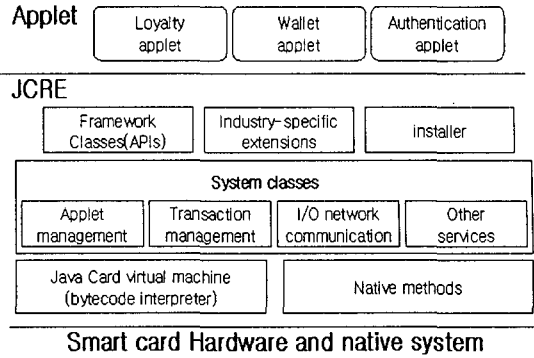 Applet
Loyalty
applet
Wallet
applet
Authentication
applet
JCRE
Framework
Classes(APIs)
Industry-specific
extensions
installer
System classes
Applet
management
Transaction
management
I/O network
communication
Other
services
Java Card virtual machine
(bytecode interpreter)
Native methods
Smart card Hardware and native system